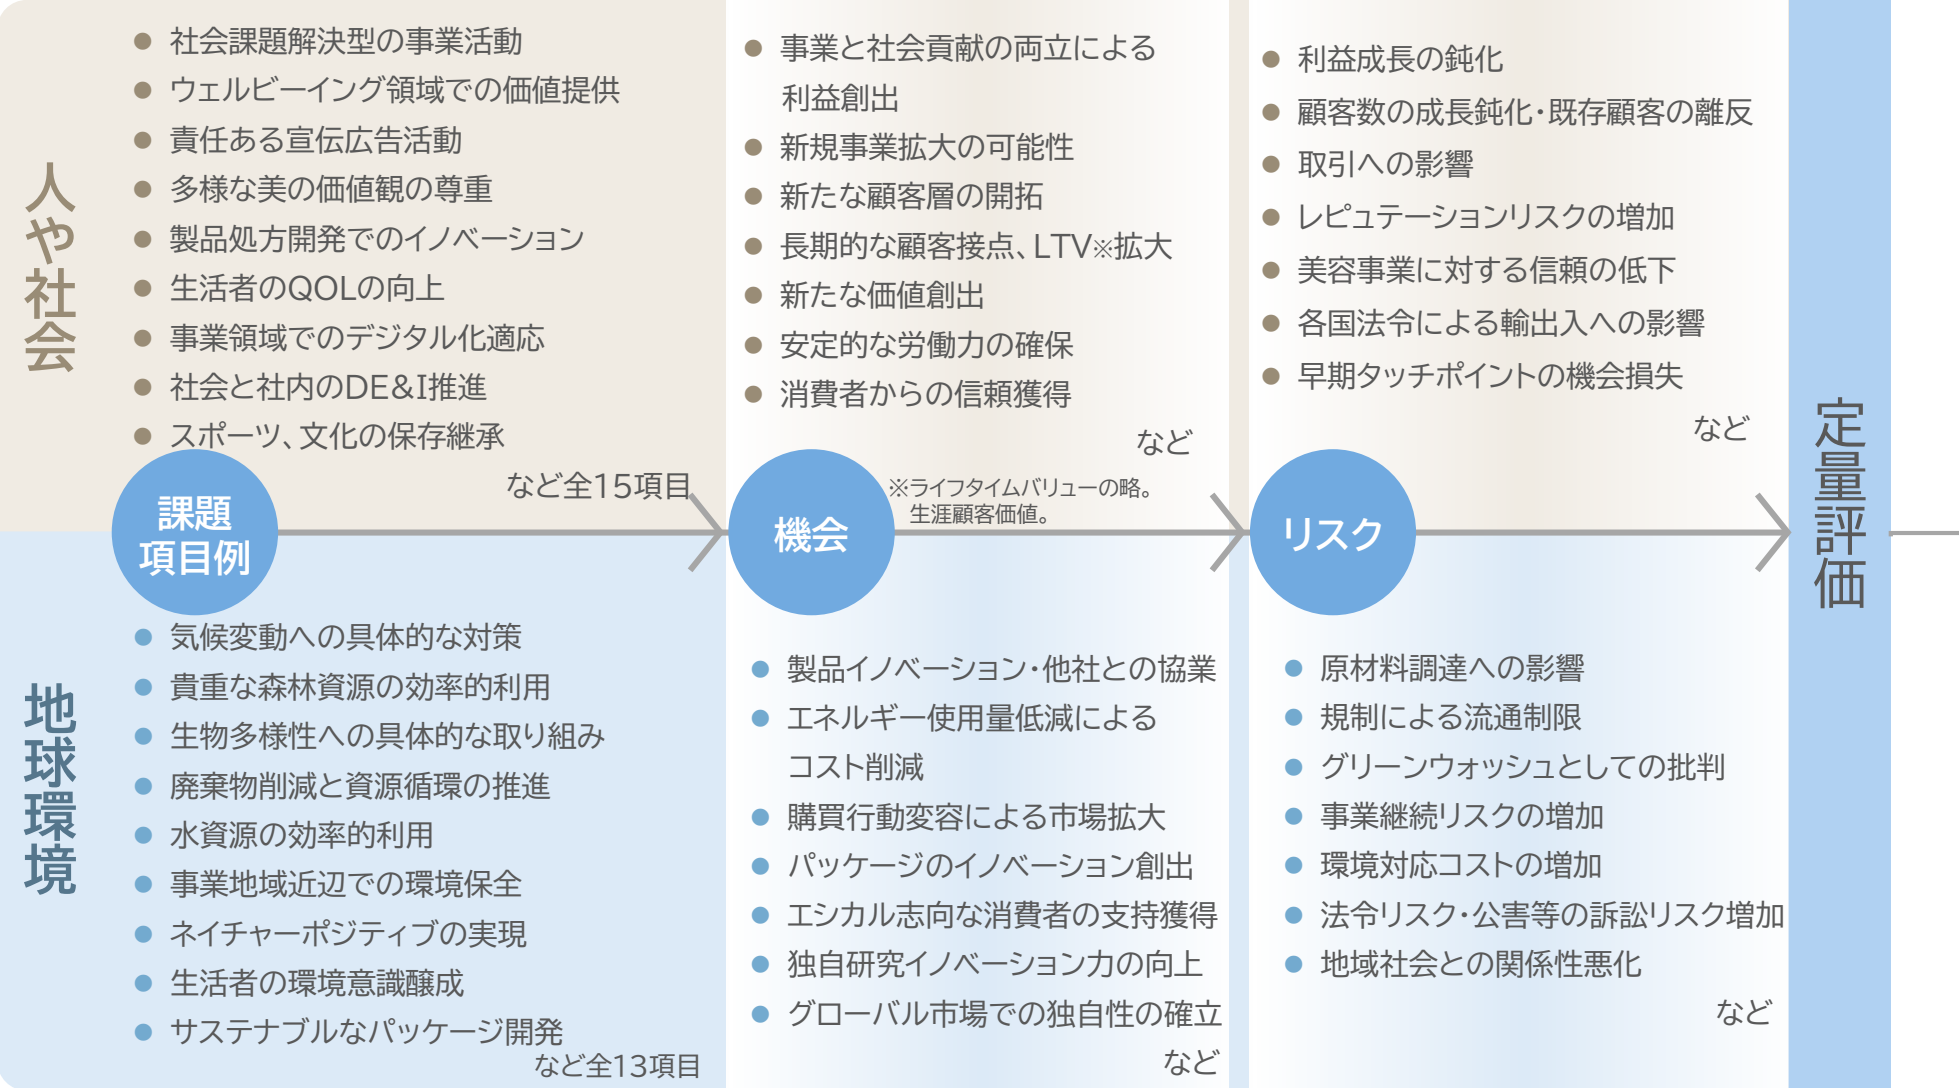 人や社会
社会課題解決型の事業活動
ウェルビーイング領域での価値提供
責任ある宣伝広告活動
多様な美の価値観の尊重
製品処方開発でのイノベーション
生活者のQOLの向上
事業領域でのデジタル化適応
社会と社内のDE&I推進
スポーツ、文化の保存継承
など全15項目
事業と社会貢献の両立による
利益創出
新規事業拡大の可能性
新たな顧客層の開拓
長期的な顧客接点、LTV※拡大
新たな価値創出
安定的な労働力の確保
消費者からの信頼獲得
など
※ライフタイムバリューの略。
生涯顧客価値。
利益成長の鈍化
顧客数の成長鈍化・既存顧客の離反
取引への影響
レピュテーションリスクの増加
美容事業に対する信頼の低下
各国法令による輸出入への影響
早期タッチポイントの機会損失
など
課題
項目例
機会
リスク
定量評価
地球環境
気候変動への具体的な対策
貴重な森林資源の効率的利用
生物多様性への具体的な取り組み
廃棄物削減と資源循環の推進
水資源の効率的利用
事業地域近辺での環境保全
ネイチャーポジティブの実現
生活者の環境意識醸成
サステナブルなパッケージ開発
など全13項目
製品イノベーション・他社との協業
エネルギー使用量低減による
コスト削減
購買行動変容による市場拡大
パッケージのイノベーション創出
エシカル志向な消費者の支持獲得
独自研究イノベーション力の向上
グローバル市場での独自性の確立
など
原材料調達への影響
規制による流通制限
グリーンウォッシュとしての批判
事業継続リスクの増加
環境対応コストの増加
法令リスク・公害等の訴訟リスク増加
地域社会との関係性悪化
など